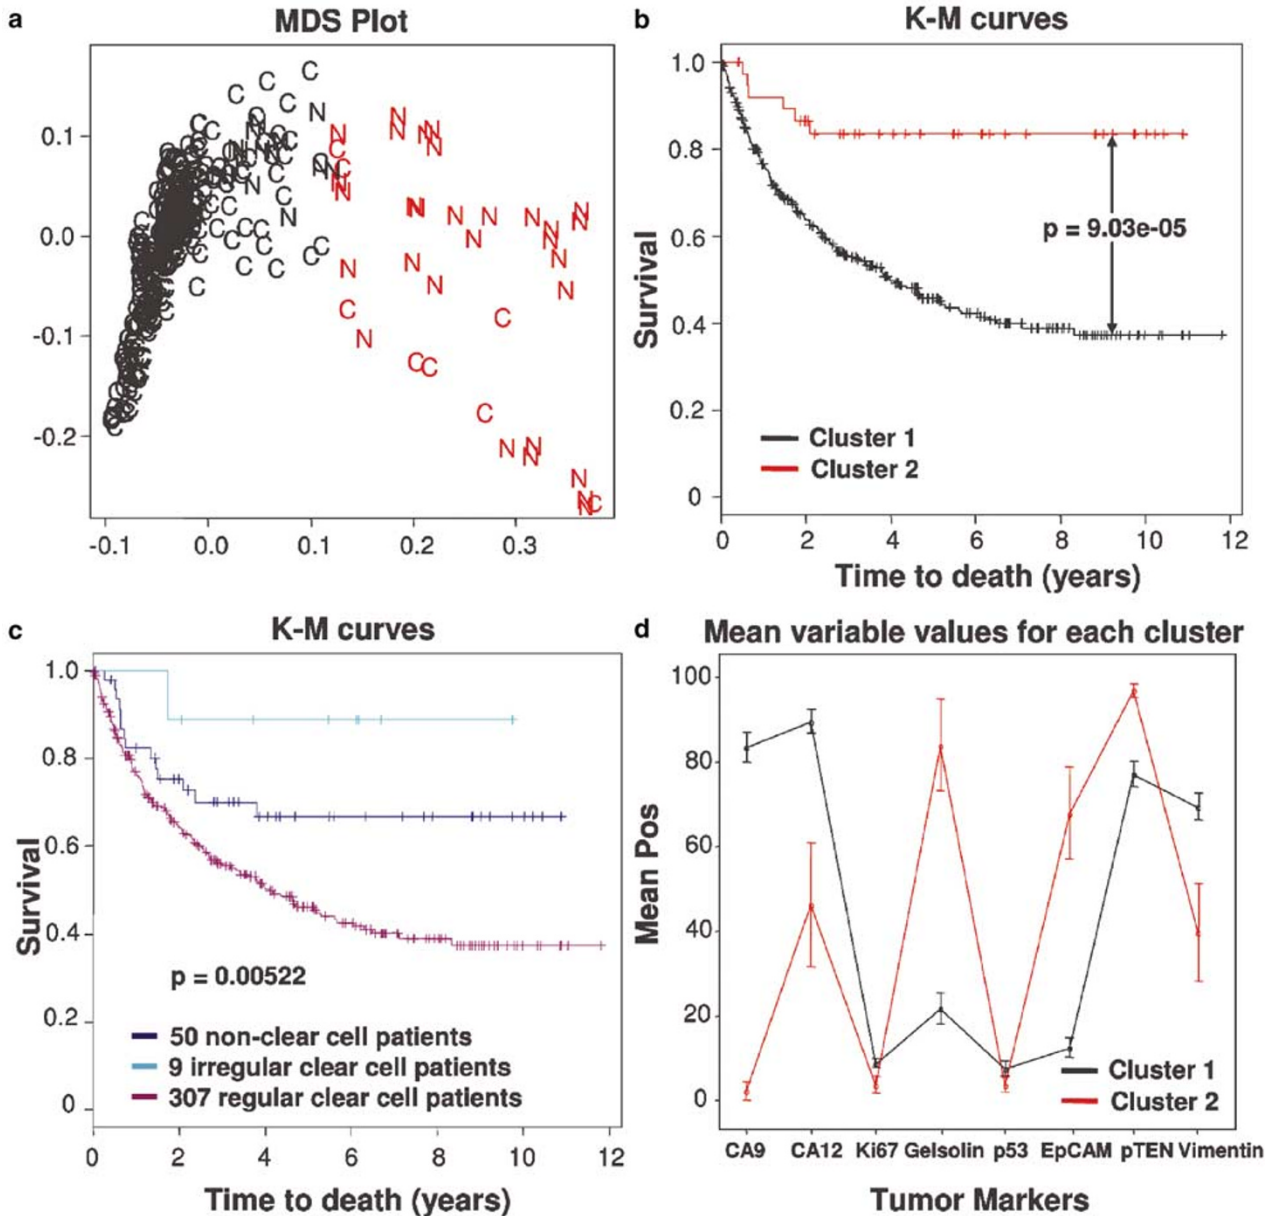 a
MDS Plot
0.1
0.0
-0.1
-0.2
-0.1 0.0 0.1 0.2 0.3
b
K-M curves
Survival
1.0
0.8
0.6
0.4
0.2
0
p = 9.03e-05
Cluster 1
Cluster 2
0 2 4 6 8 10 12
Time to death (years)
c
K-M curves
Survival
1.0
0.8
0.6
0.4
0.2
0
p = 0.00522
50 non-clear cell patients
9 irregular clear cell patients
307 regular clear cell patients
0 2 4 6 8 10 12
Time to death (years)
d
Mean variable values for each cluster
Mean Pos
100
80
60
40
20
0
Cluster 1
Cluster 2
CA9 CA12 Ki67 Gelsolin p53 EpCAM pTEN Vimentin
Tumor Markers